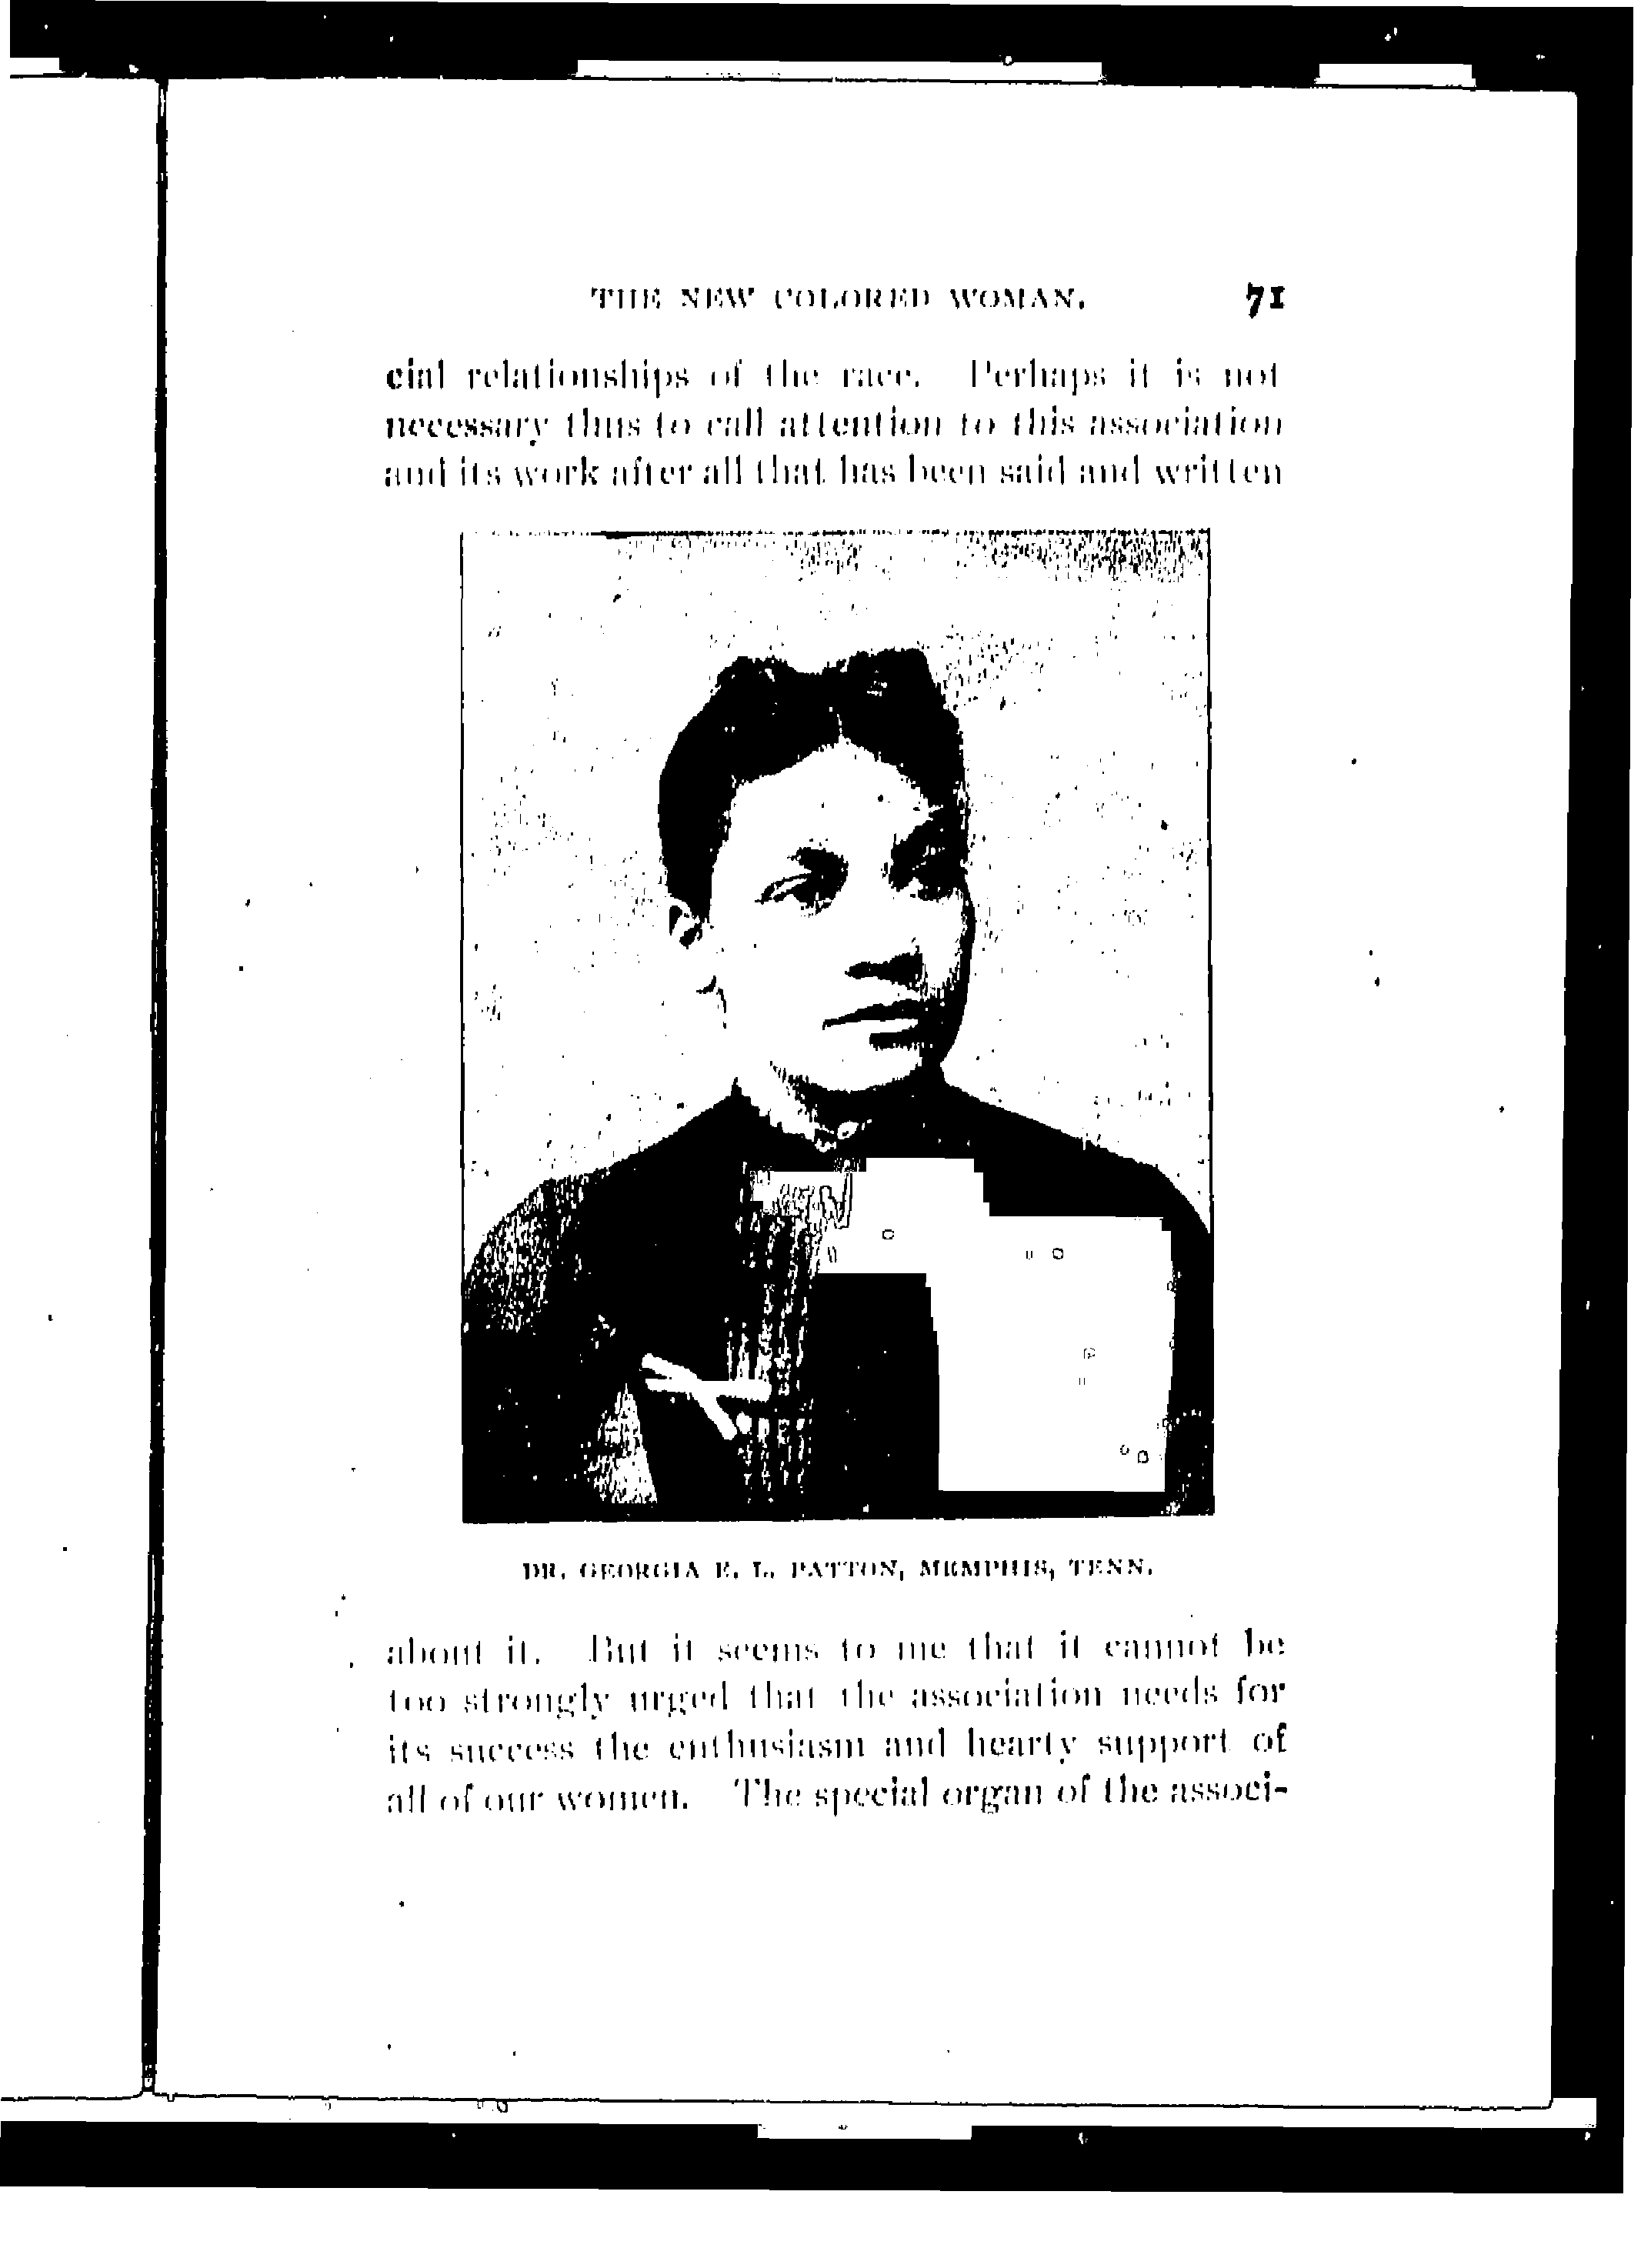 THE NEW COLORED WOMAN. 71
cial relationships of the race. Perhaps it is not
necessary thus to call attention to this association
and its work after all that has been said and written
DR. GEORGIA E. L. PATTON, MEMPHIS, TENN.
about it. But it seems to me that it cannot be
too strongly urged that the association needs for
its success the enthusiasm and hearty support of
all of our women. The special organ of the associ-